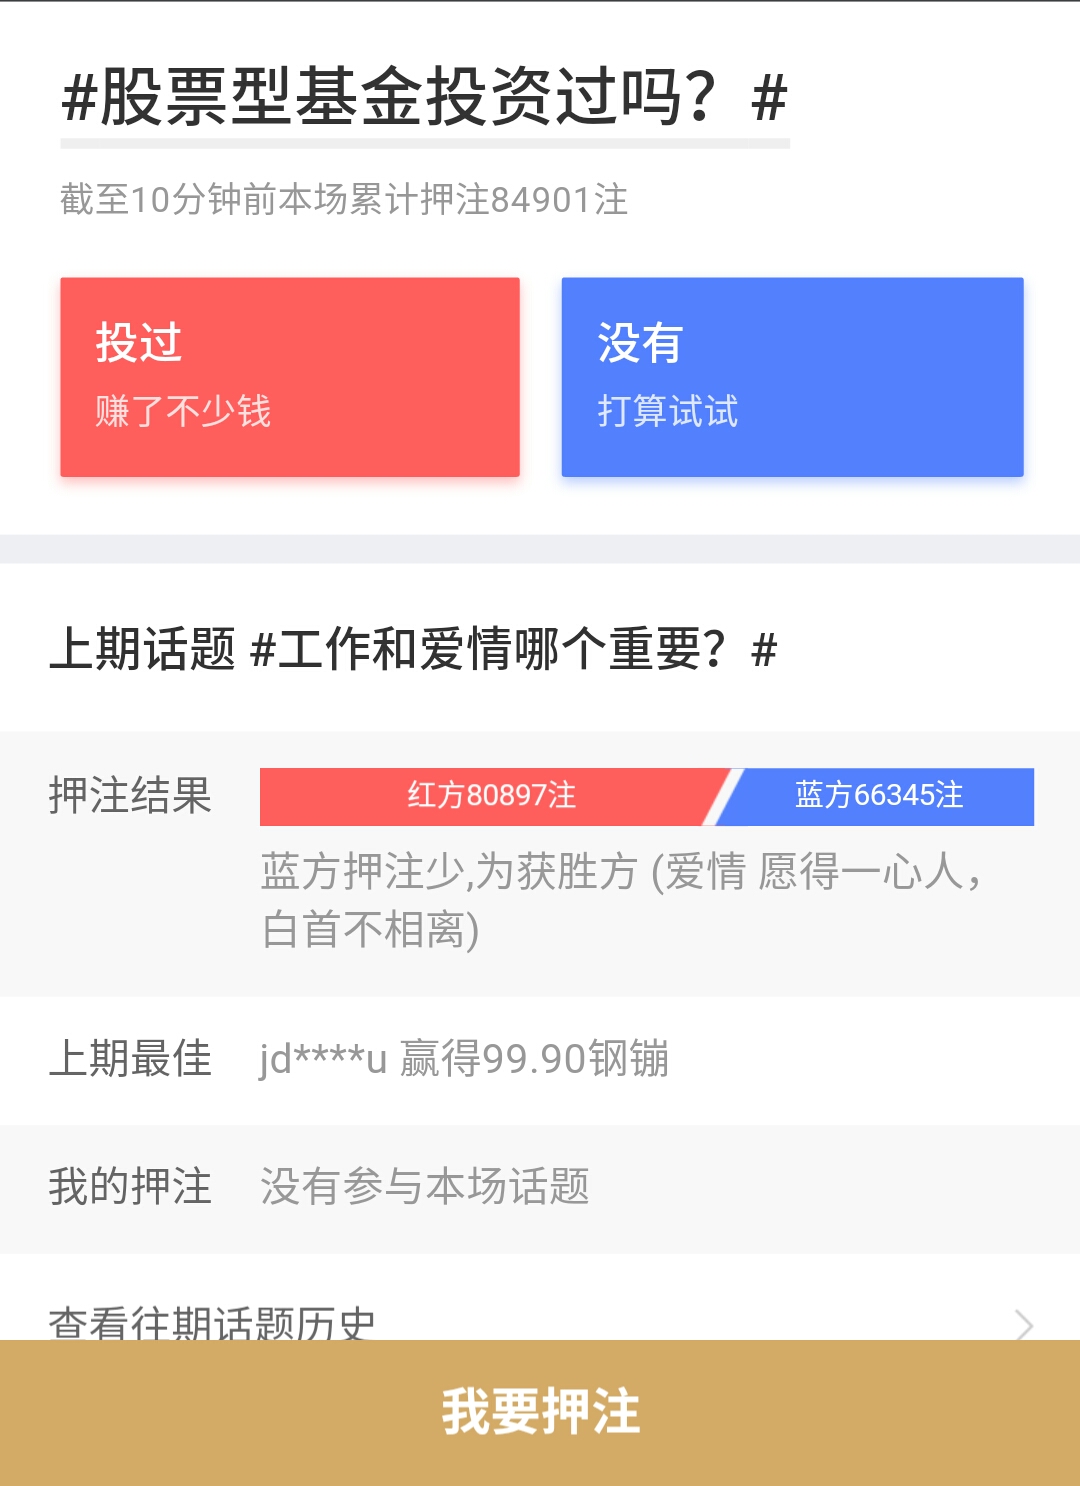 #股票型基金投资过吗？#
截至10分钟前本场累计押注84901注
投过
没有
赚了不少钱
打算试试
上期话题 #工作和爱情哪个重要？#
押注结果
红方80897注
蓝方66345注
蓝方押注少,为获胜方 (爱情 愿得一心人，
白首不相离)
上期最佳
jd****u 赢得99.90钢镚
我的押注
没有参与本场话题
查看往期话题历史
我要押注